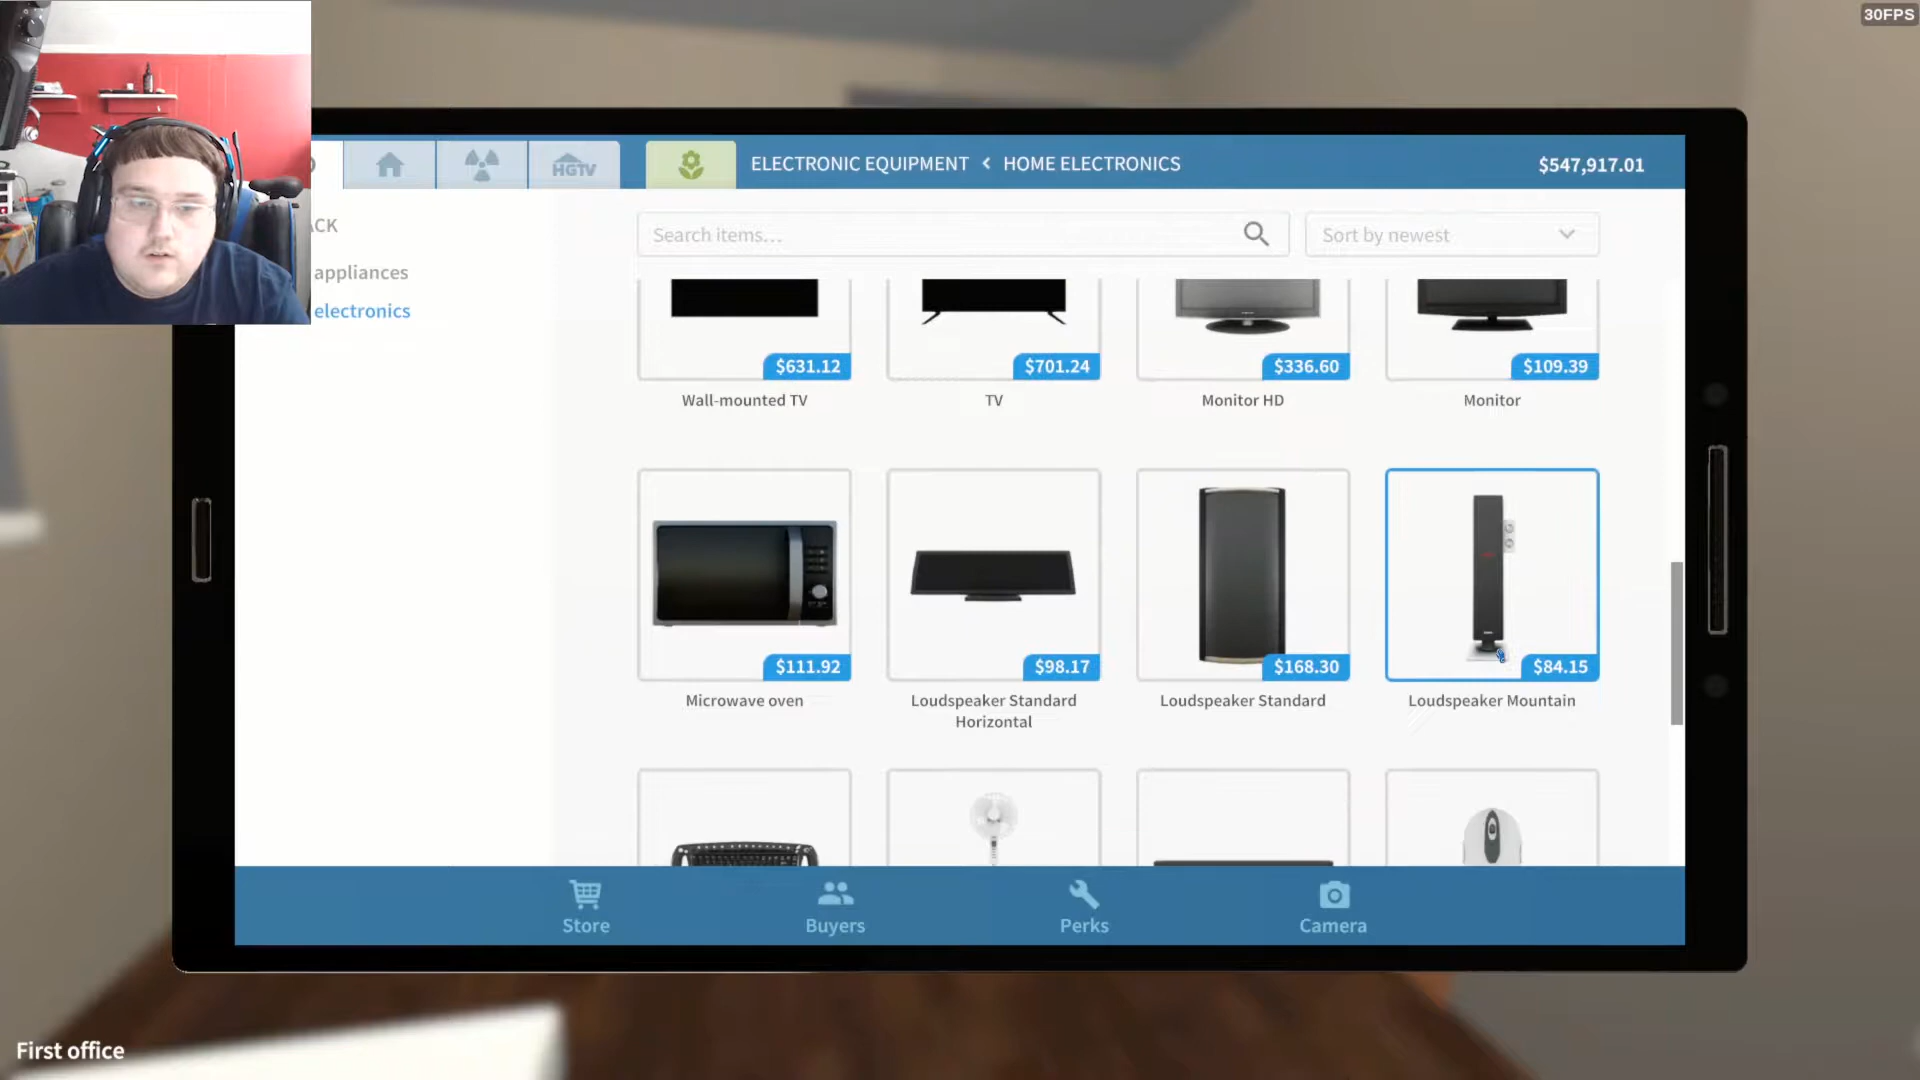 30FPS
HGTV
ELECTRONIC EQUIPMENT < HOME ELECTRONICS
$547,917.01
ACK
appliances
electronics
Search items...
Sort by newest
$631.12
$701.24
$336.60
$109.39
Wall-mounted TV
TV
Monitor HD
Monitor
$111.92
$98.17
$168.30
$84.15
Microwave oven
Loudspeaker Standard
Horizontal
Loudspeaker Standard
Loudspeaker Mountain
Store
Buyers
Perks
Camera
First office